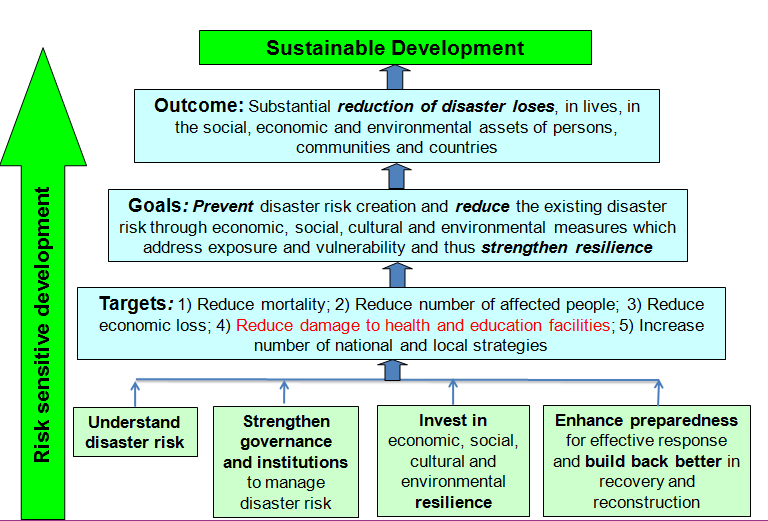 Sustainable Development
Outcome: Substantial reduction of disaster loses, in lives, in
the social, economic and environmental assets of persons,
communities and countries
Goals: Prevent disaster risk creation and reduce the existing disaster
risk through economic, social, cultural and environmental measures which
address exposure and vulnerability and thus strengthen resilience
Targets: 1) Reduce mortality; 2) Reduce number of affected people; 3) Reduce
economic loss; 4) Reduce damage to health and education facilities; 5) Increase
number of national and local strategies
Understand
disaster risk
Strengthen
governance
and institutions
to manage
disaster risk
Invest in
economic, social,
cultural and
environmental
resilience
Enhance preparedness
for effective response
and build back better in
recovery and
reconstruction
Risk sensitive development